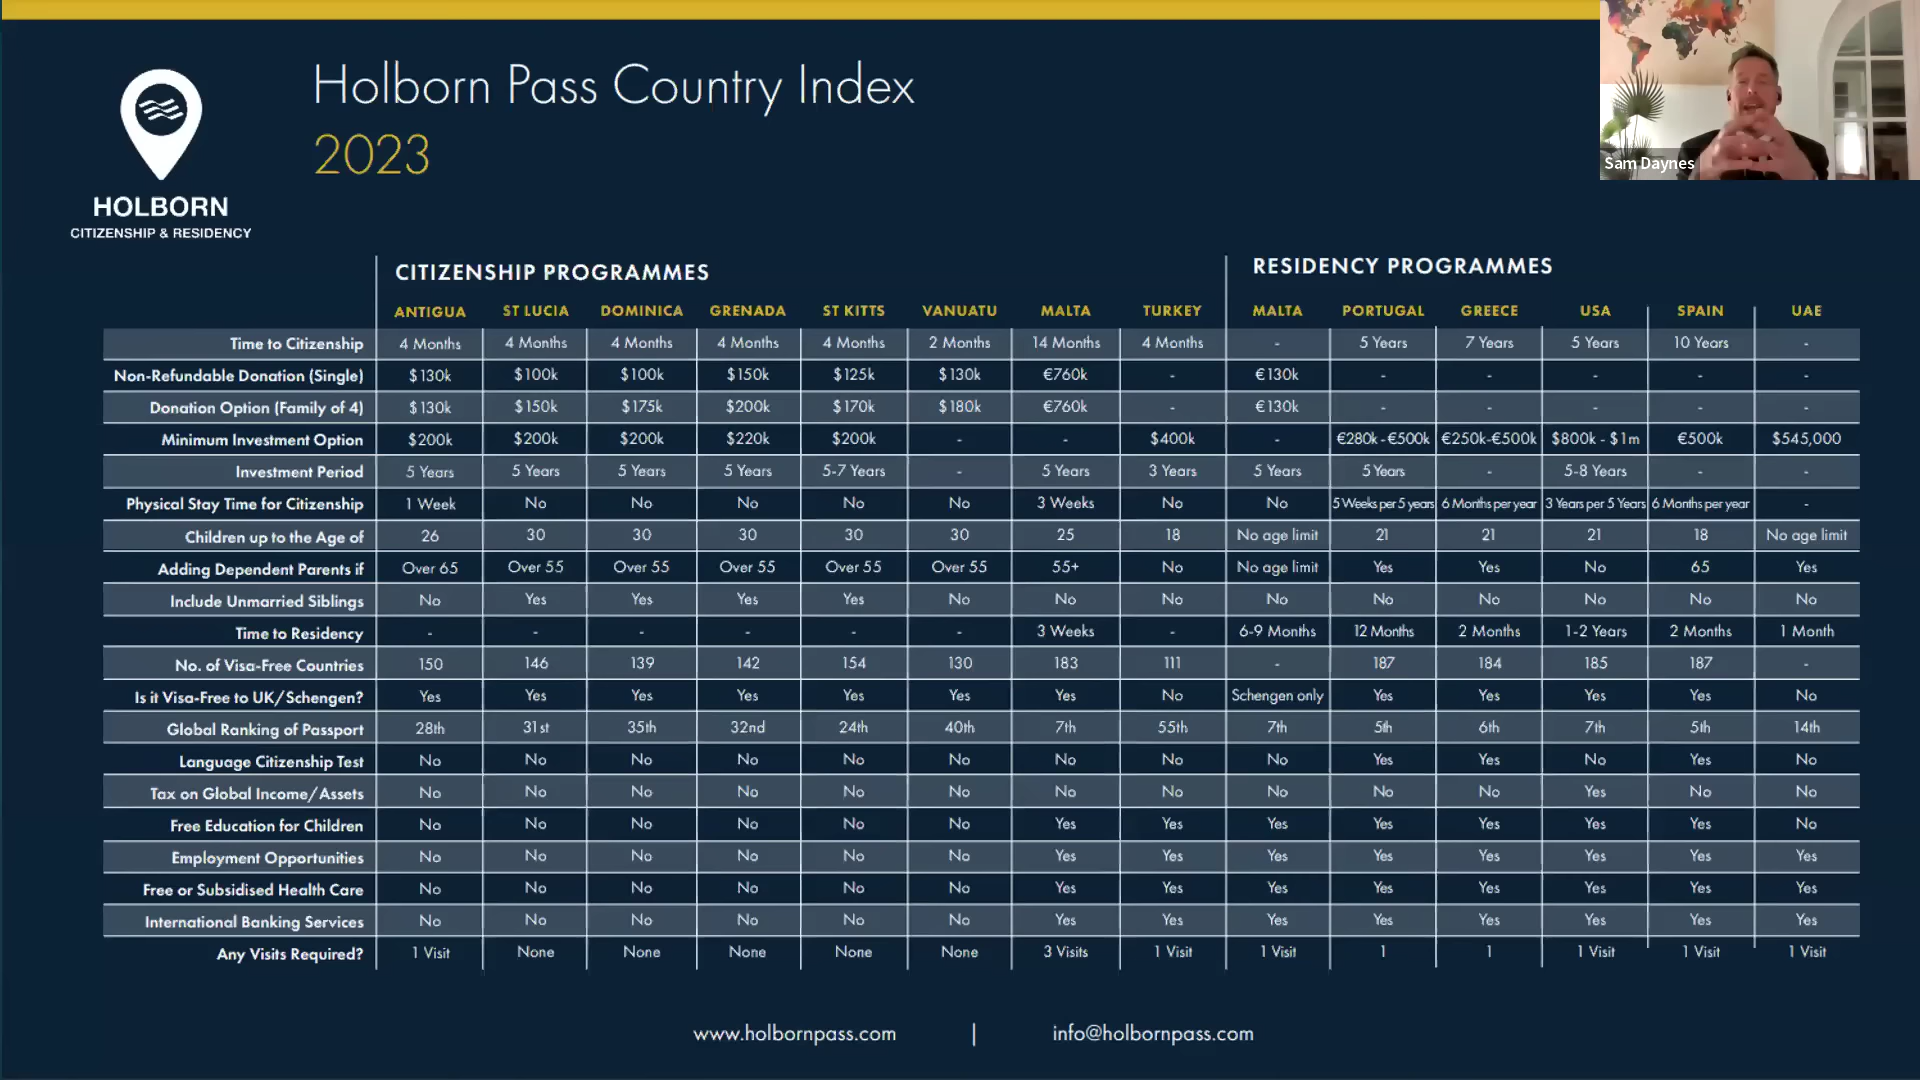 Holborn Pass Country Index
2023
Sam Daynes
HOLBORN
CITIZENSHIP & RESIDENCY
CITIZENSHIP PROGRAMMES RESIDENCY PROGRAMMES
ANTIGUA ST LUCIA DOMINICA GRENADA ST KITTS VANUATU MALTA TURKEY MALTA PORTUGAL GREECE USA SPAIN UAE
Time to Citizenship 4 Months 4 Months 4 Months 4 Months 4 Months 2 Months 14 Months 4 Months - 5 Years 7 Years 5 Years 10 Years -
Non-Refundable Donation (Single) $130k $100k $100k $150k $125k $130k €760k - €130k - - - - -
Donation Option (Family of 4) $130k $150k $175k $200k $170k $180k €760k - €130k - - - - -
Minimum Investment Option $200k $200k $200k $220k $200k - - $400k - €280k-€500k €250k-€500k $800k - $1m €500k $545,000
Investment Period 5 Years 5 Years 5 Years 5 Years 5-7 Years - 5 Years 3 Years 5 Years 5 Years - 5-8 Years - -
Physical Stay Time for Citizenship 1 Week No No No No No 3 Weeks No No 5 Weeks per 5 years 6 Months per year 3 Years per 5 Years 6 Months per year -
Children up to the Age of 26 30 30 30 30 30 25 18 No age limit 21 21 21 18 No age limit
Adding Dependent Parents if Over 65 Over 55 Over 55 Over 55 Over 55 Over 55 55+ No No age limit Yes Yes No 65 Yes
Include Unmarried Siblings No Yes Yes Yes Yes No No No No No No No No No
Time to Residency - - - - - - 3 Weeks - 6-9 Months 12 Months 2 Months 1-2 Years 2 Months 1 Month
No. of Visa-Free Countries 150 146 139 142 154 130 183 111 - 187 184 185 187 -
Is it Visa-Free to UK/Schengen? Yes Yes Yes Yes Yes Yes Yes No Schengen only Yes Yes Yes Yes No
Global Ranking of Passport 28th 31st 35th 32nd 24th 40th 7th 55th 7th 5th 6th 7th 5th 14th
Language Citizenship Test No No No No No No No No No Yes Yes No Yes No
Tax on Global Income/Assets No No No No No No No No No No No Yes No No
Free Education for Children No No No No No No Yes Yes Yes Yes Yes Yes Yes No
Employment Opportunities No No No No No No Yes Yes Yes Yes Yes Yes Yes Yes
Free or Subsidised Health Care No No No No No No Yes Yes Yes Yes Yes Yes Yes Yes
International Banking Services No No No No No No Yes Yes Yes Yes Yes Yes Yes Yes
Any Visits Required? 1 Visit None None None None None 3 Visits 1 Visit 1 Visit 1 1 1 Visit 1 Visit 1 Visit
www.holbornpass.com | info@holbornpass.com